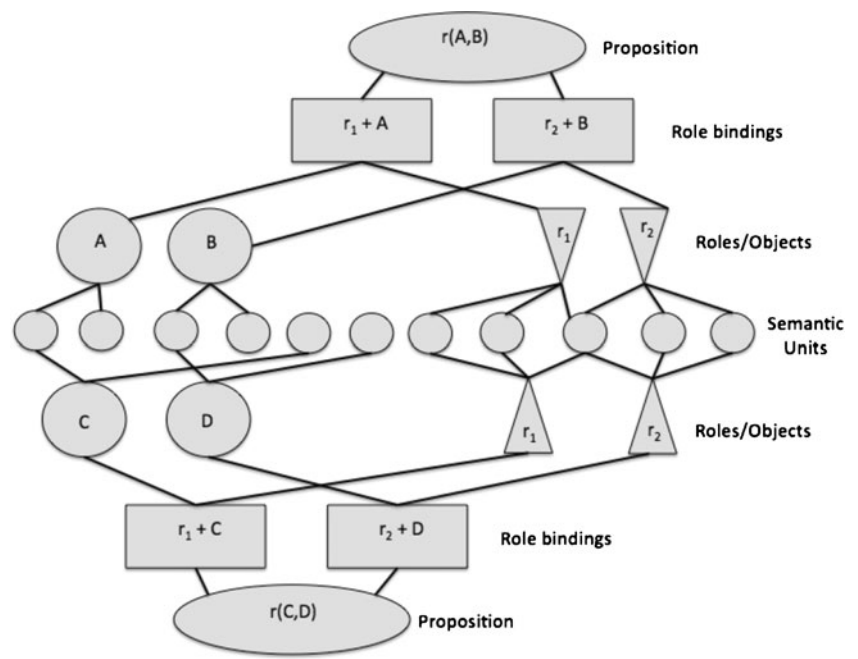 r(A,B)
Proposition
r₁ + A
r₂ + B
Role bindings
A
B
r₁
r₂
Roles/Objects
Semantic
Units
C
D
r₁
r₂
Roles/Objects
r₁ + C
r₂ + D
Role bindings
r(C,D)
Proposition